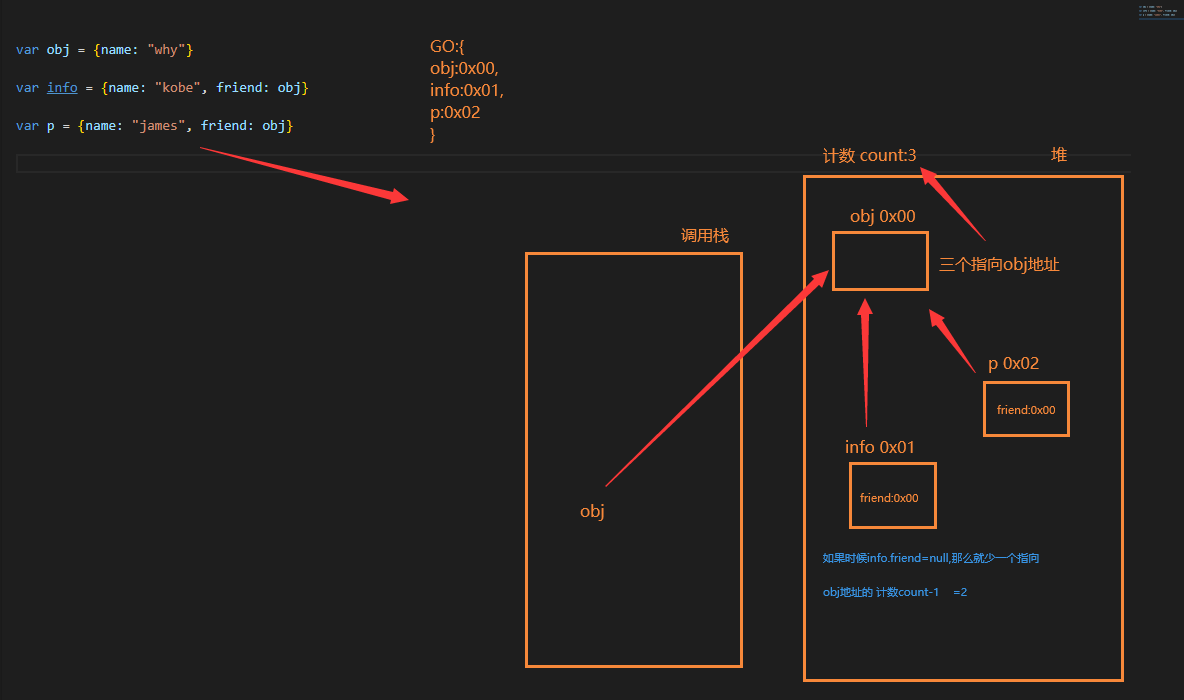 var obj = {name: "why"}
var info = {name: "kobe", friend: obj}
var p = {name: "james", friend: obj}
GO:{
obj:0x00,
info:0x01,
p:0x02
}
计数 count:3
堆
obj 0x00
调用栈
三个指向obj地址
p 0x02
friend:0x00
info 0x01
friend:0x00
obj
如果时候info.friend=null,那么就少一个指向
obj地址的 计数count-1 =2